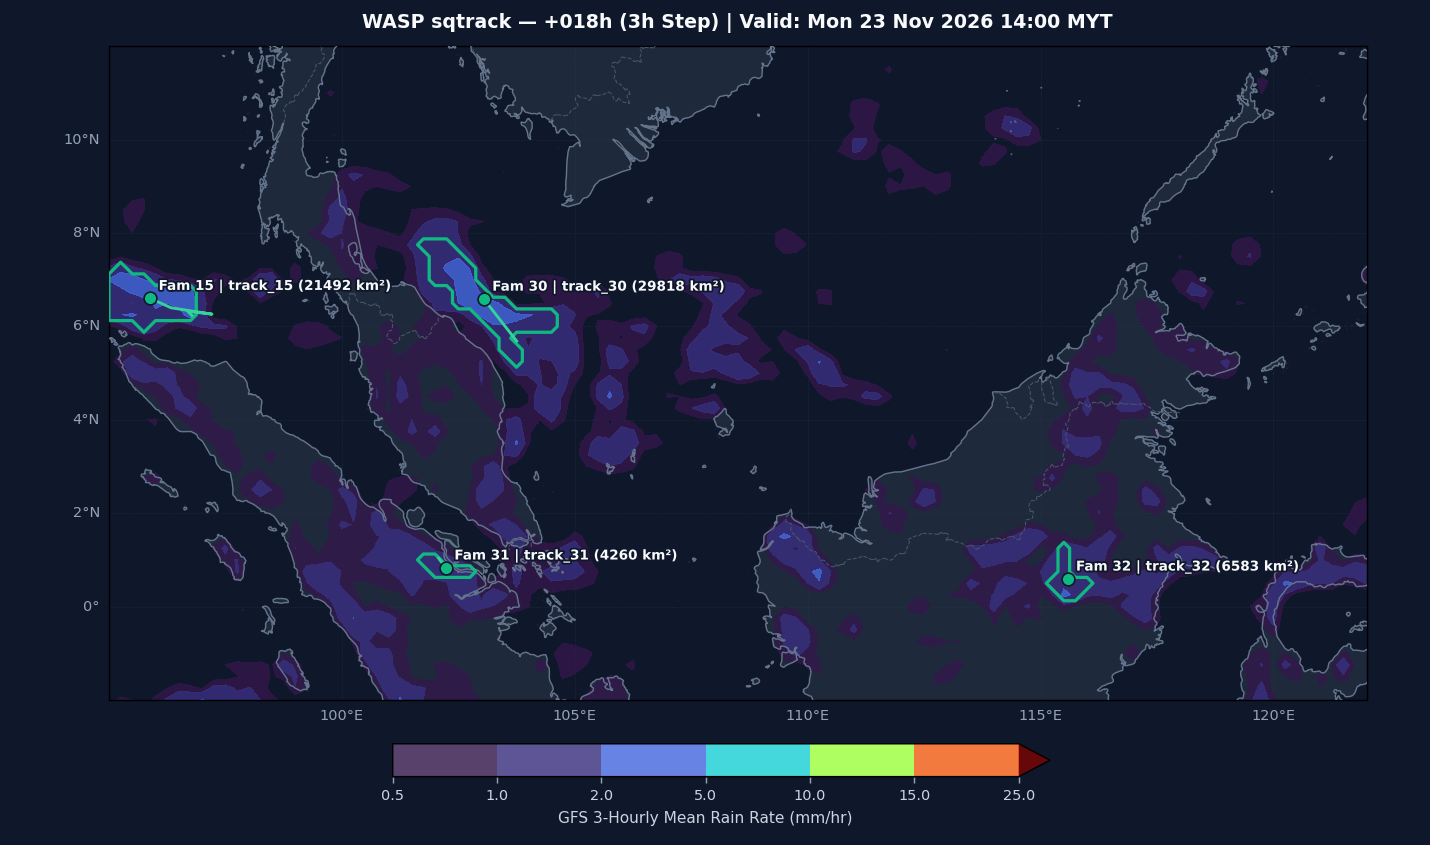 WASP sqtrack — +018h (3h Step) | Valid: Mon 23 Nov 2026 14:00 MYT
10°N
8°N
Fam 15 | track_15 (21492 km²)
Fam 30 | track_30 (29818 km²)
6°N
4°N
2°N
Fam 31 | track_31 (4260 km²)
Fam 32 | track_32 (6583 km²)
0°
100°E 105°E 110°E 115°E 120°E
0.5 1.0 2.0 5.0 10.0 15.0 25.0
GFS 3-Hourly Mean Rain Rate (mm/hr)